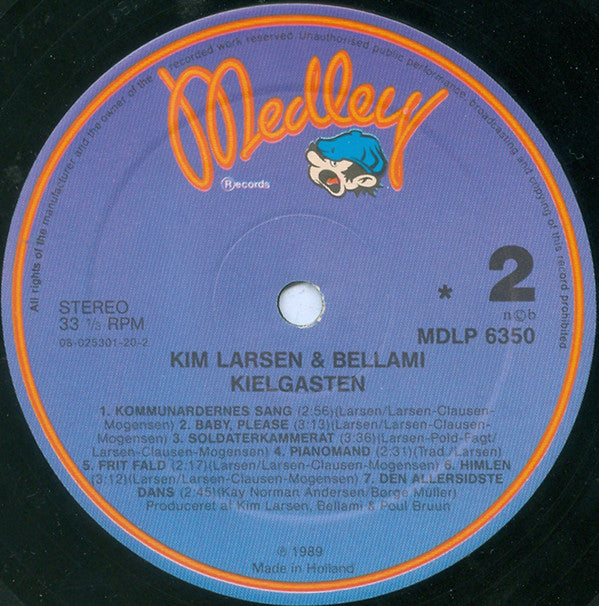 All rights of the manufacturer and the owner of the recorded work reserved. Unauthorised public performance, broadcasting and copying of this record prohibited.
Medley
Records
STEREO
33 ⅓ RPM
08-025301-20-2
* 2
n©b
MDLP 6350
KIM LARSEN & BELLAMI
KIELGASTEN
1. KOMMUNARDERNES SANG (2:56)(Larsen/Larsen-Clausen-
Mogensen) 2. BABY, PLEASE (3:13)(Larsen/Larsen-Clausen-
Mogensen) 3. SOLDATERKAMMERAT (3:36)(Larsen-Pold-Fagt/
Larsen-Clausen-Mogensen) 4. PIANOMAND (2:31)(Trad./Larsen)
5. FRIT FALD (2:17)(Larsen/Larsen-Clausen-Mogensen) 6. HIMLEN
(3:12)(Larsen/Larsen-Clausen-Mogensen) 7. DEN ALLERSIDSTE
DANS (2:45)(Kay Norman Andersen/Børge Müller)
Produceret af Kim Larsen, Bellami & Poul Bruun
℗ 1989
Made in Holland